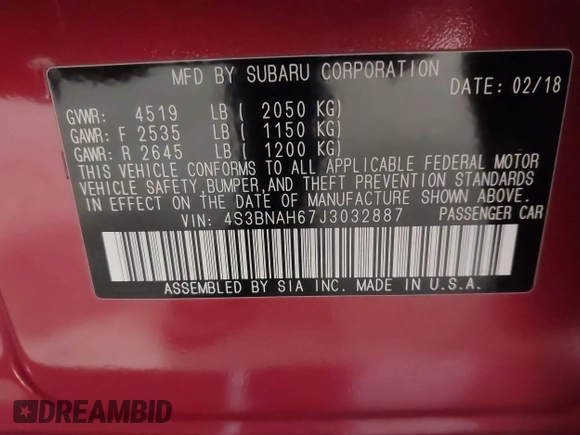 MFD BY SUBARU CORPORATION
DATE: 02/18
GVWR: 4519 LB ( 2050 KG)
GAWR: F 2535 LB ( 1150 KG)
GAWR: R 2645 LB ( 1200 KG)
THIS VEHICLE CONFORMS TO ALL APPLICABLE FEDERAL MOTOR
VEHICLE SAFETY,BUMPER,AND THEFT PREVENTION STANDARDS
IN EFFECT ON THE DATE OF MANUFACTURE SHOWN ABOVE.
VIN: 4S3BNAH67J3032887 PASSENGER CAR
ASSEMBLED BY SIA INC. MADE IN U.S.A.
DREAMBID